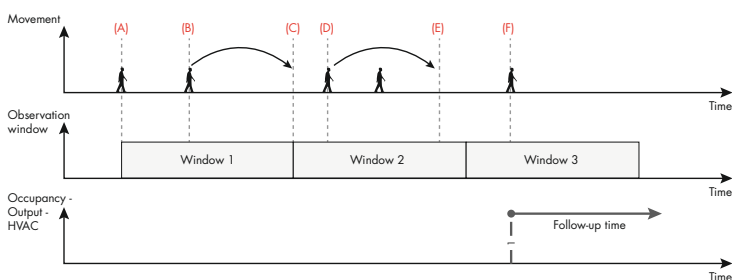 Movement
(A)
(B)
(C)
(D)
(E)
(F)
Time
Observation
window
Window 1
Window 2
Window 3
Time
Occupancy -
Output -
HVAC
Follow-up time
Time